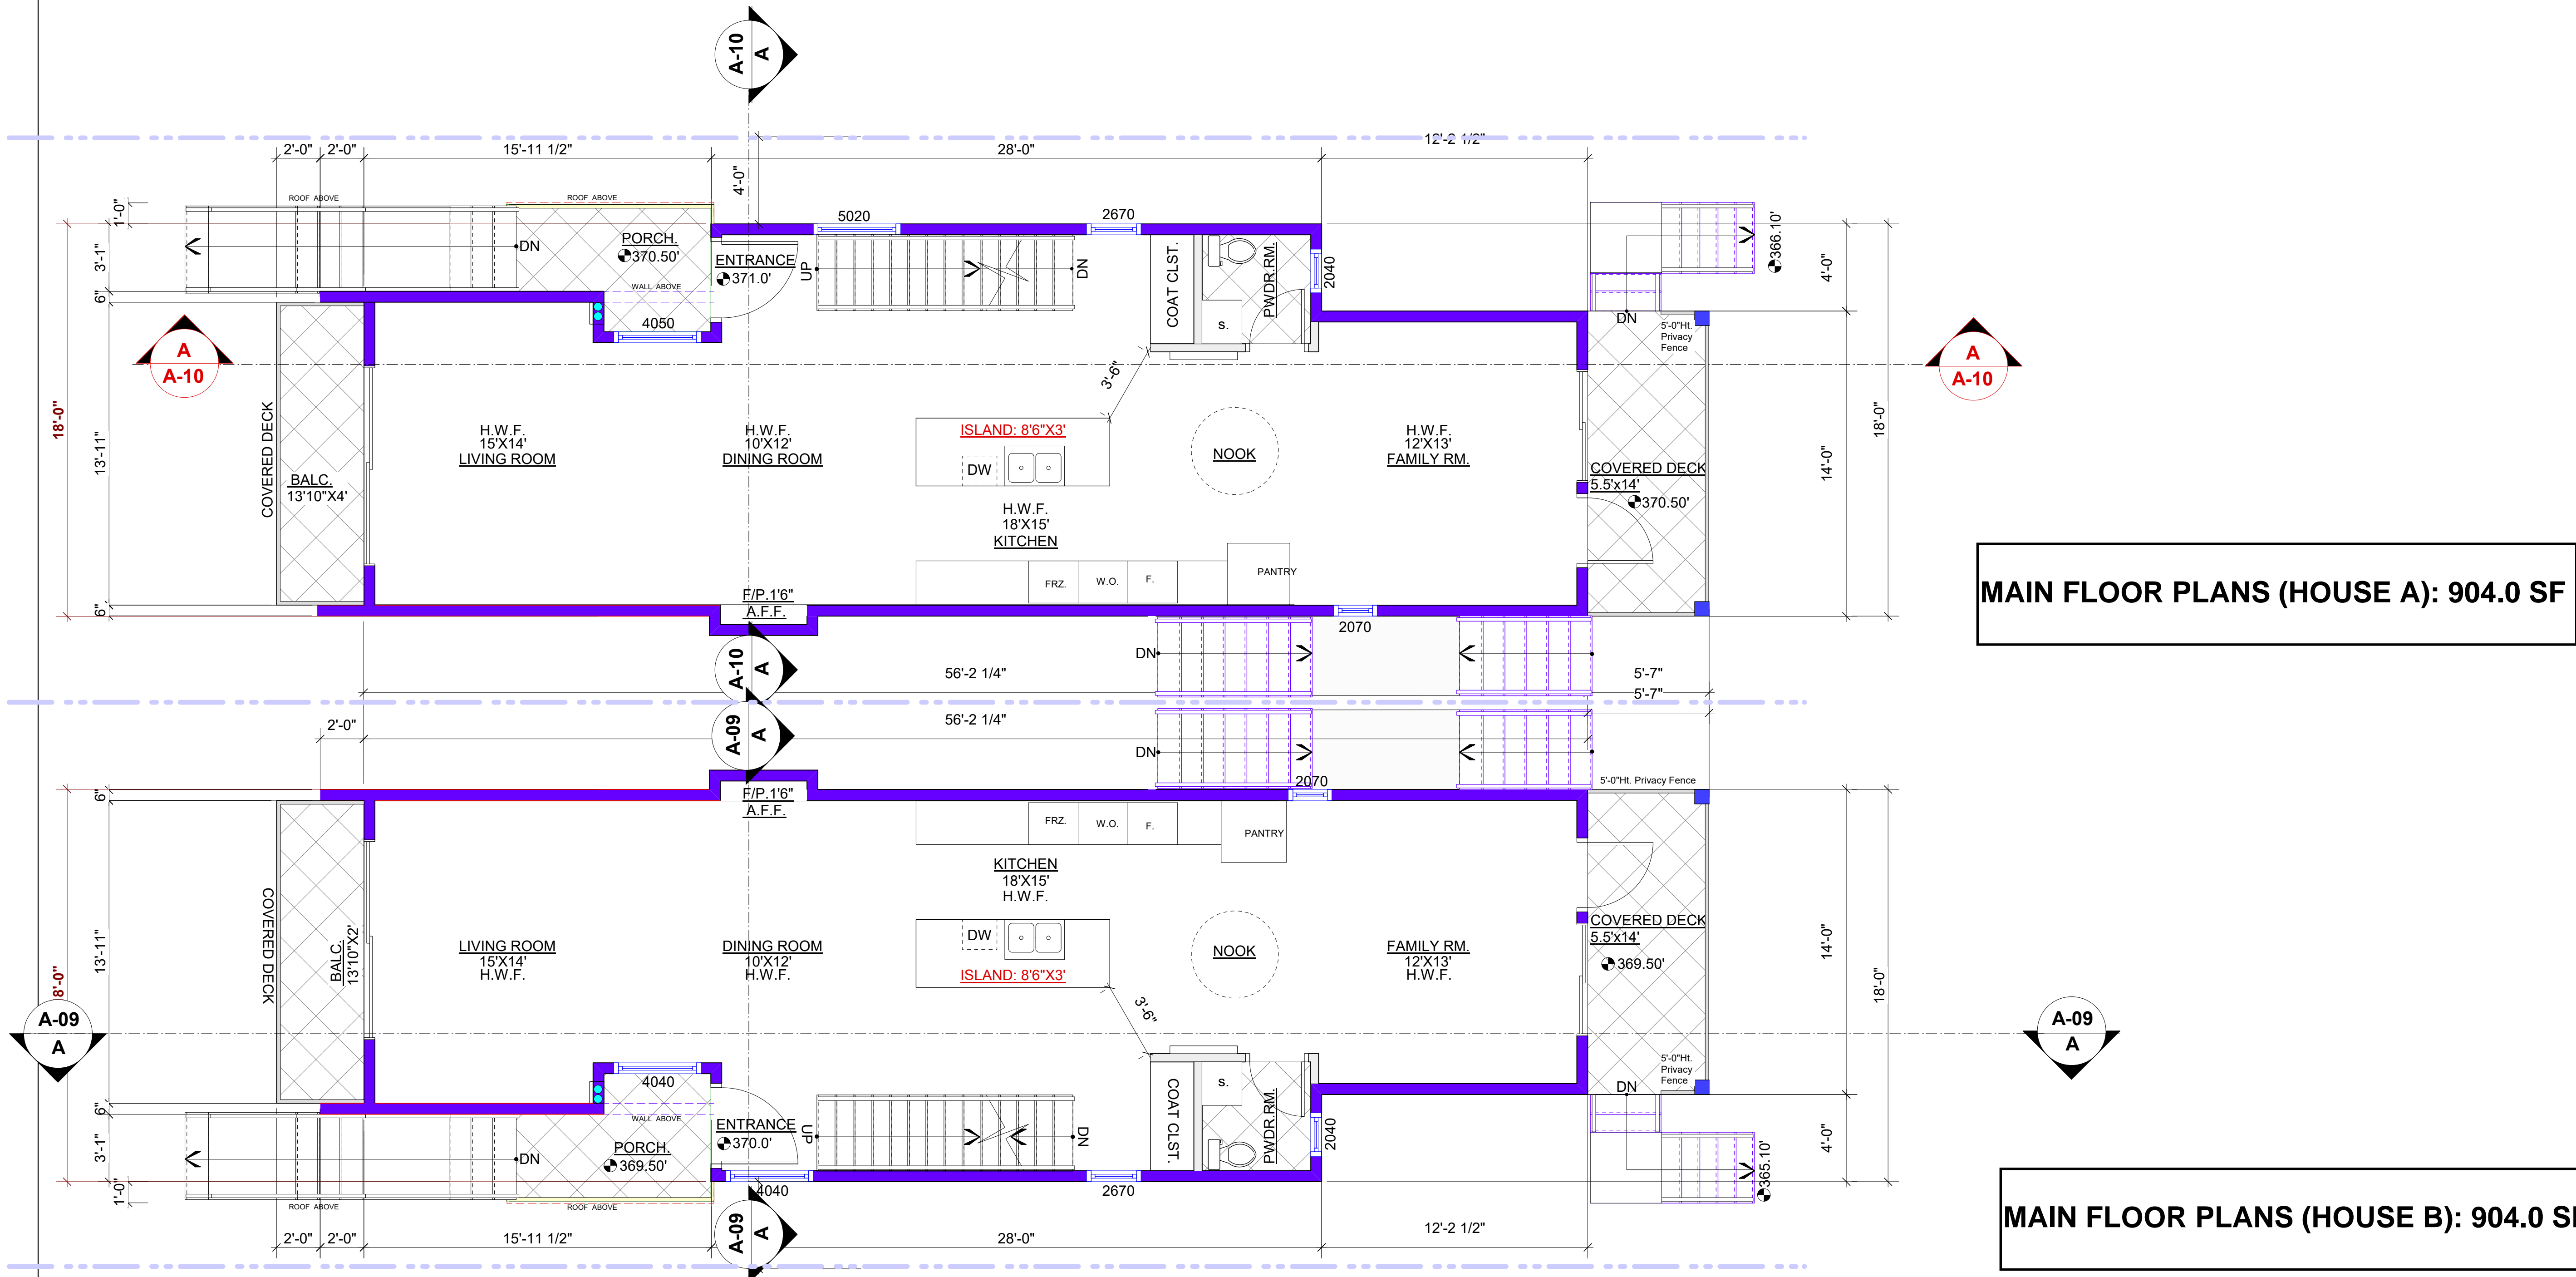 A-10
A
2'-0"
2'-0"
15'-11 1/2"
28'-0"
12'-2 1/2"
4'-0"
1'-0"
ROOF ABOVE
ROOF ABOVE
5020
2670
3'-1"
DN
PORCH.
370.50'
ENTRANCE
371.0'
UP
DN
COAT CLST.
PWDR.RM.
2040
366.10'
4'-0"
6"
WALL ABOVE
4050
S.
DN
5'-0"Ht.
Privacy
Fence
A
A-10
A
A-10
3'-6"
18'-0"
13'-11"
COVERED DECK
BALC.
13'10"X4'
H.W.F.
15'X14'
LIVING ROOM
H.W.F.
10'X12'
DINING ROOM
ISLAND: 8'6"X3'
DW
NOOK
H.W.F.
12'X13'
FAMILY RM.
COVERED DECK
5.5'x14'
370.50'
14'-0"
18'-0"
H.W.F.
18'X15'
KITCHEN
FRZ.
W.O.
F.
PANTRY
MAIN FLOOR PLANS (HOUSE A): 904.0 SF
6"
F/P.1'6"
A.F.F.
2070
A-10
A
DN
56'-2 1/4"
5'-7"
5'-7"
A-09
A
2'-0"
56'-2 1/4"
DN
2070
5'-0"Ht. Privacy Fence
6"
F/P.1'6"
A.F.F.
FRZ.
W.O.
F.
PANTRY
KITCHEN
18'X15'
H.W.F.
8'-0"
13'-11"
COVERED DECK
BALC.
13'10"X2'
LIVING ROOM
15'X14'
H.W.F.
DINING ROOM
10'X12'
H.W.F.
DW
ISLAND: 8'6"X3'
NOOK
FAMILY RM.
12'X13'
H.W.F.
COVERED DECK
5.5'x14'
369.50'
14'-0"
18'-0"
3'-6"
A-09
A
A-09
A
5'-0"Ht.
Privacy
Fence
DN
4040
S.
6"
WALL ABOVE
3'-1"
DN
PORCH.
369.50'
ENTRANCE
370.0'
UP
DN
COAT CLST.
PWDR.RM.
2040
365.10'
4'-0"
1'-0"
ROOF ABOVE
ROOF ABOVE
4040
2670
MAIN FLOOR PLANS (HOUSE B): 904.0 S
2'-0"
2'-0"
15'-11 1/2"
A-09
A
28'-0"
12'-2 1/2"